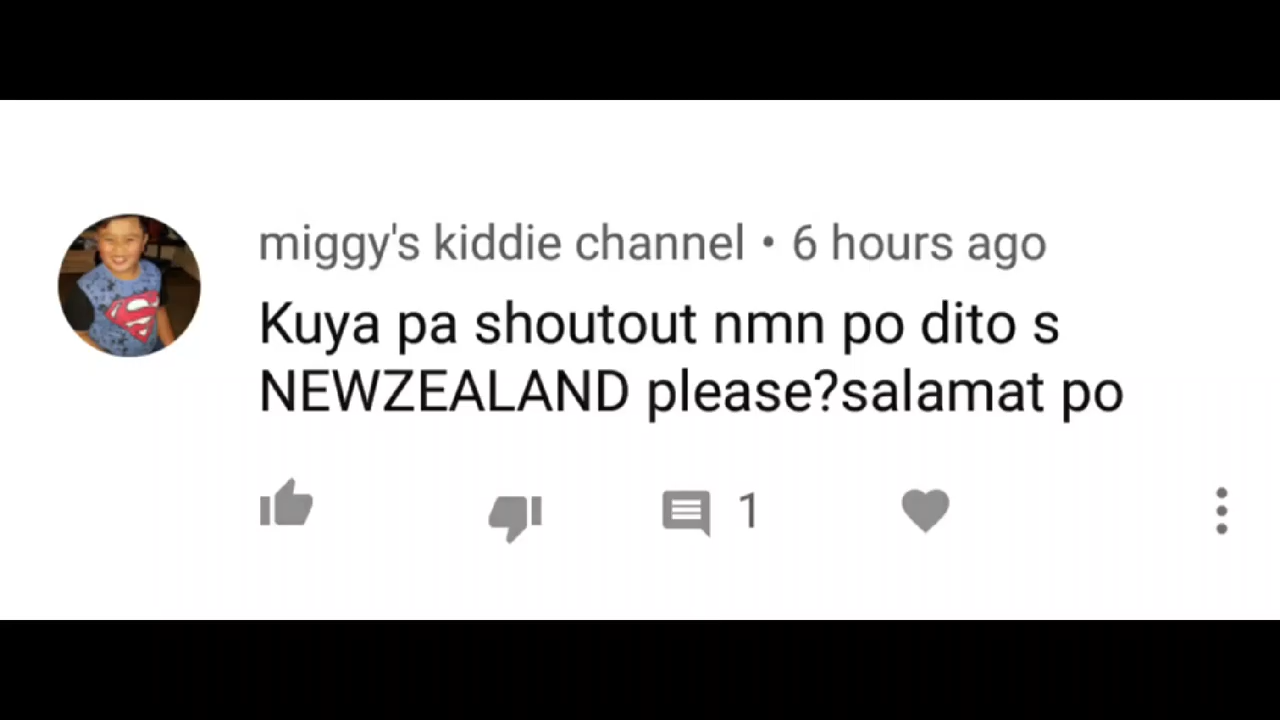 miggy's kiddie channel • 6 hours ago
Kuya pa shoutout nmn po dito s
NEWZEALAND please?salamat po
1